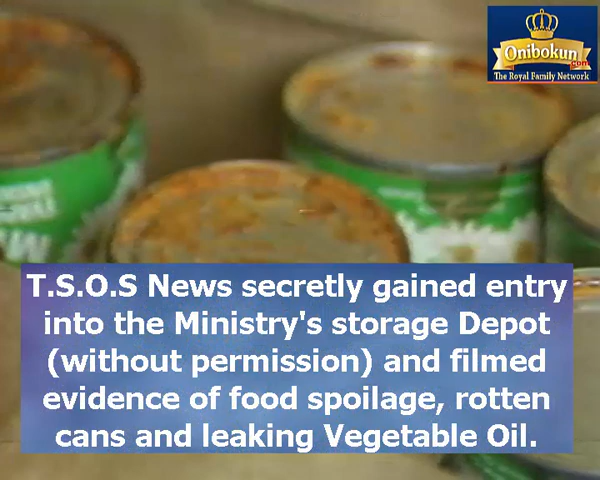 Onibokun
.com
The Royal Family Network
T.S.O.S News secretly gained entry
into the Ministry's storage Depot
(without permission) and filmed
evidence of food spoilage, rotten
cans and leaking Vegetable Oil.